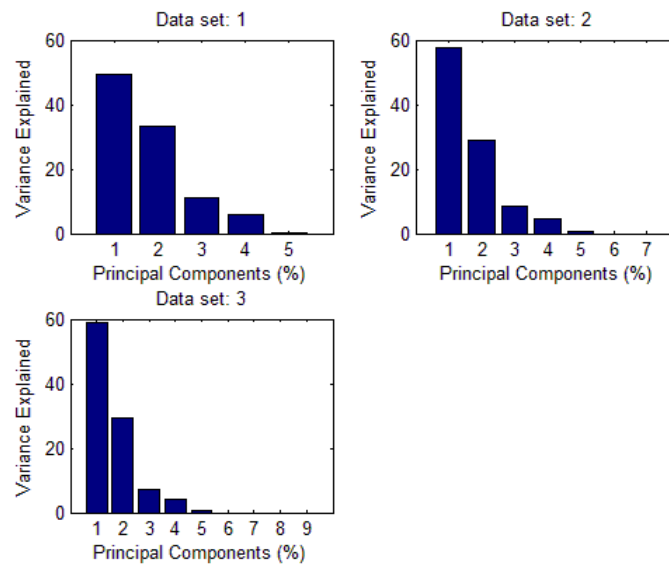 Data set: 1
60
40
20
0
Variance Explained
1 2 3 4 5
Principal Components (%)
Data set: 2
60
40
20
0
Variance Explained
1 2 3 4 5 6 7
Principal Components (%)
Data set: 3
60
40
20
0
Variance Explained
1 2 3 4 5 6 7 8 9
Principal Components (%)